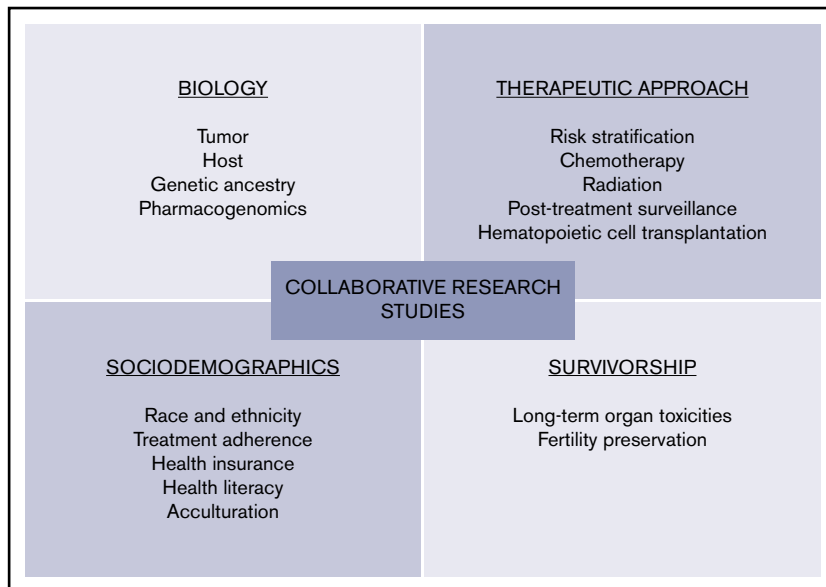 BIOLOGY
Tumor
Host
Genetic ancestry
Pharmacogenomics
THERAPEUTIC APPROACH
Risk stratification
Chemotherapy
Radiation
Post-treatment surveillance
Hematopoietic cell transplantation
COLLABORATIVE RESEARCH
STUDIES
SOCIODEMOGRAPHICS
Race and ethnicity
Treatment adherence
Health insurance
Health literacy
Acculturation
SURVIVORSHIP
Long-term organ toxicities
Fertility preservation